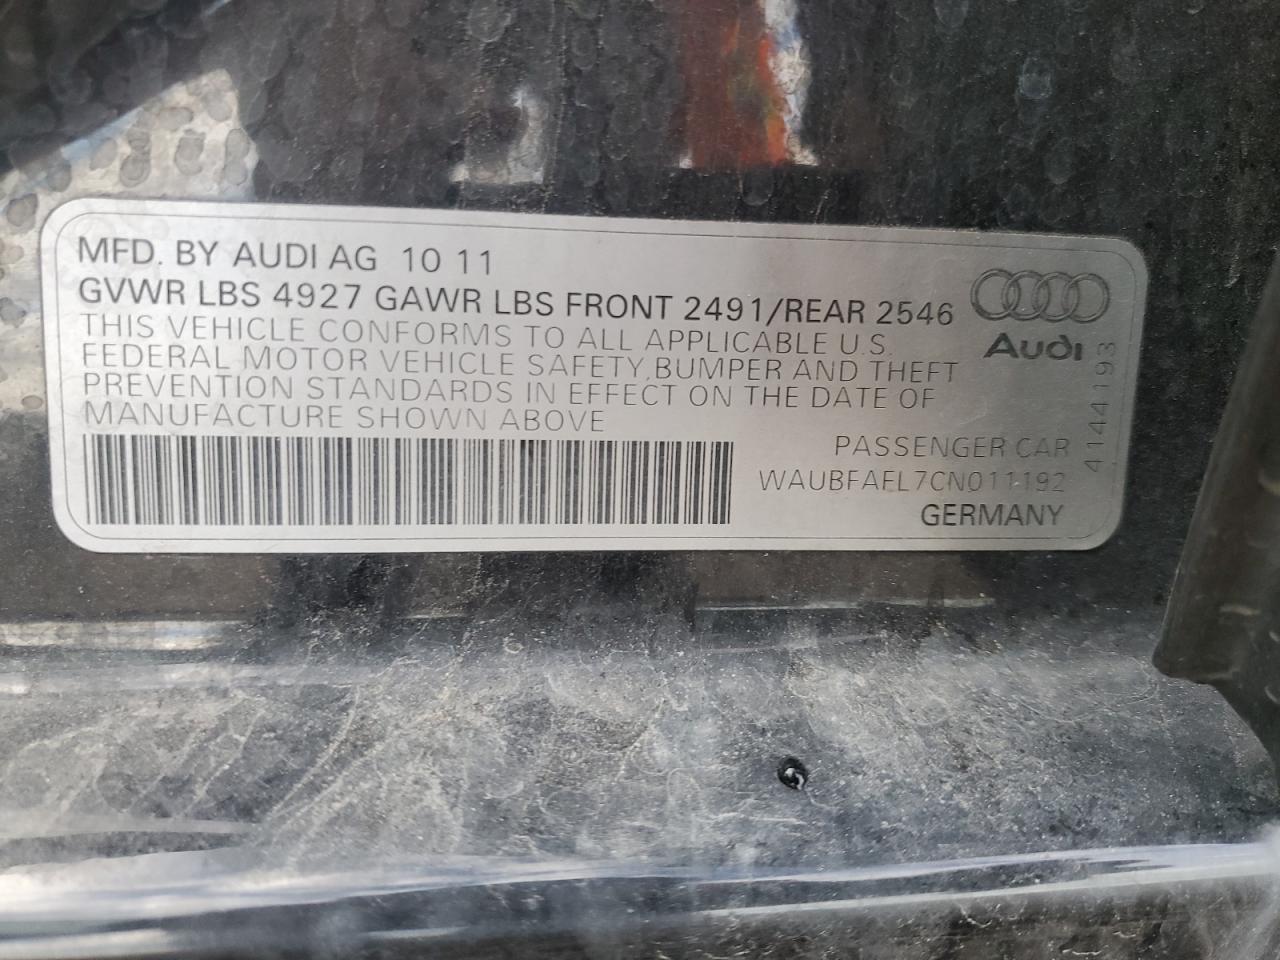 MFD. BY AUDI AG 10 11
GVWR LBS 4927 GAWR LBS FRONT 2491/REAR 2546
THIS VEHICLE CONFORMS TO ALL APPLICABLE U.S.
FEDERAL MOTOR VEHICLE SAFETY, BUMPER AND THEFT
PREVENTION STANDARDS IN EFFECT ON THE DATE OF
MANUFACTURE SHOWN ABOVE
Audi
PASSENGER CAR
WAUBFAFL7CN011192
GERMANY
4144193